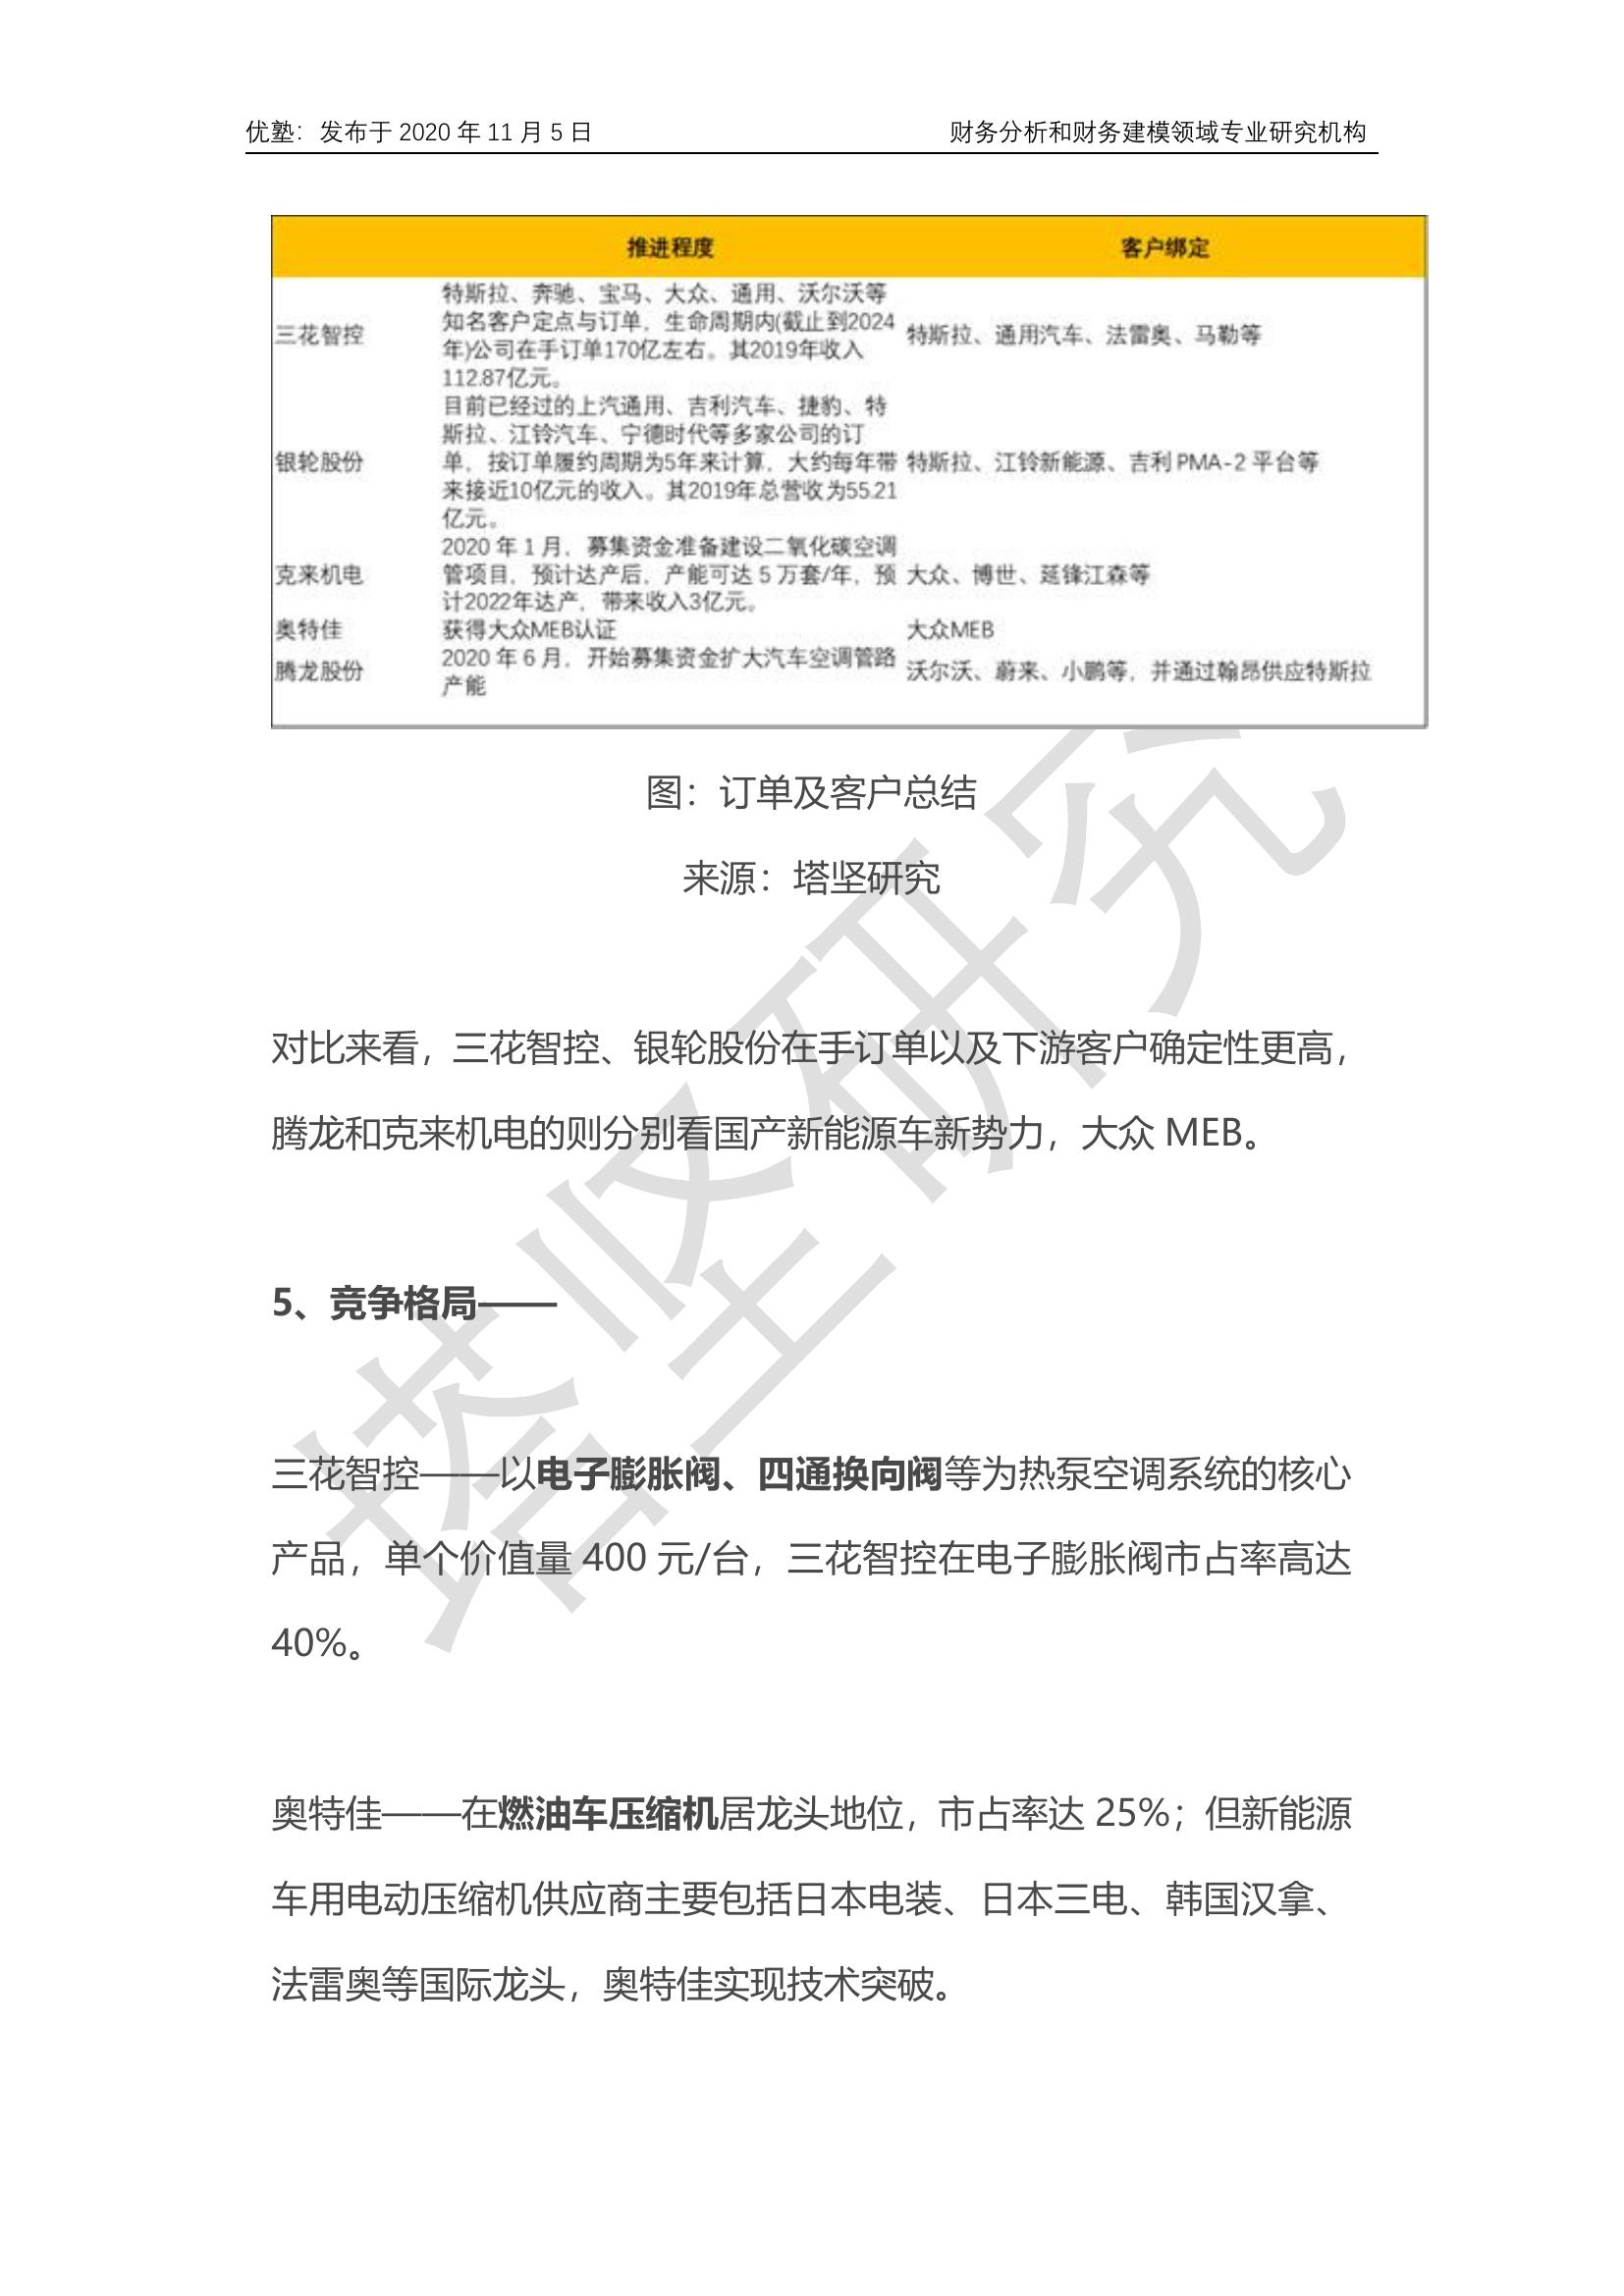 优塾：发布于 2020 年 11 月 5 日 财务分析和财务建模领域专业研究机构
推进程度 客户绑定
三花智控
特斯拉、奔驰、宝马、大众、通用、沃尔沃等
知名客户定点与订单，生命周期内(截止到2024
年)公司在手订单170亿左右。其2019年收入
112.87亿元。
特斯拉、通用汽车、法雷奥、马勒等
银轮股份
目前已经过的上汽通用、吉利汽车、捷豹、特
斯拉、江铃汽车、宁德时代等多家公司的订
单，按订单履约周期为5年来计算，大约每年带
来接近10亿元的收入。其2019年总营收为55.21
亿元。
特斯拉、江铃新能源、吉利 PMA-2 平台等
克来机电
2020 年 1 月，募集资金准备建设二氧化碳空调
管项目，预计达产后，产能可达 5 万套/年，预
计2022年达产，带来收入3亿元。
大众、博世、延锋江森等
奥特佳 获得大众MEB认证 大众MEB
腾龙股份
2020 年 6 月，开始募集资金扩大汽车空调管路
产能
沃尔沃、蔚来、小鹏等，并通过翰昂供应特斯拉
图：订单及客户总结
来源：塔坚研究
对比来看，三花智控、银轮股份在手订单以及下游客户确定性更高，
腾龙和克来机电的则分别看国产新能源车新势力，大众 MEB。
5、竞争格局——
三花智控——以电子膨胀阀、四通换向阀等为热泵空调系统的核心
产品，单个价值量 400 元/台，三花智控在电子膨胀阀市占率高达
40%。
奥特佳——在燃油车压缩机居龙头地位，市占率达 25%；但新能源
车用电动压缩机供应商主要包括日本电装、日本三电、韩国汉拿、
法雷奥等国际龙头，奥特佳实现技术突破。
塔坚研究